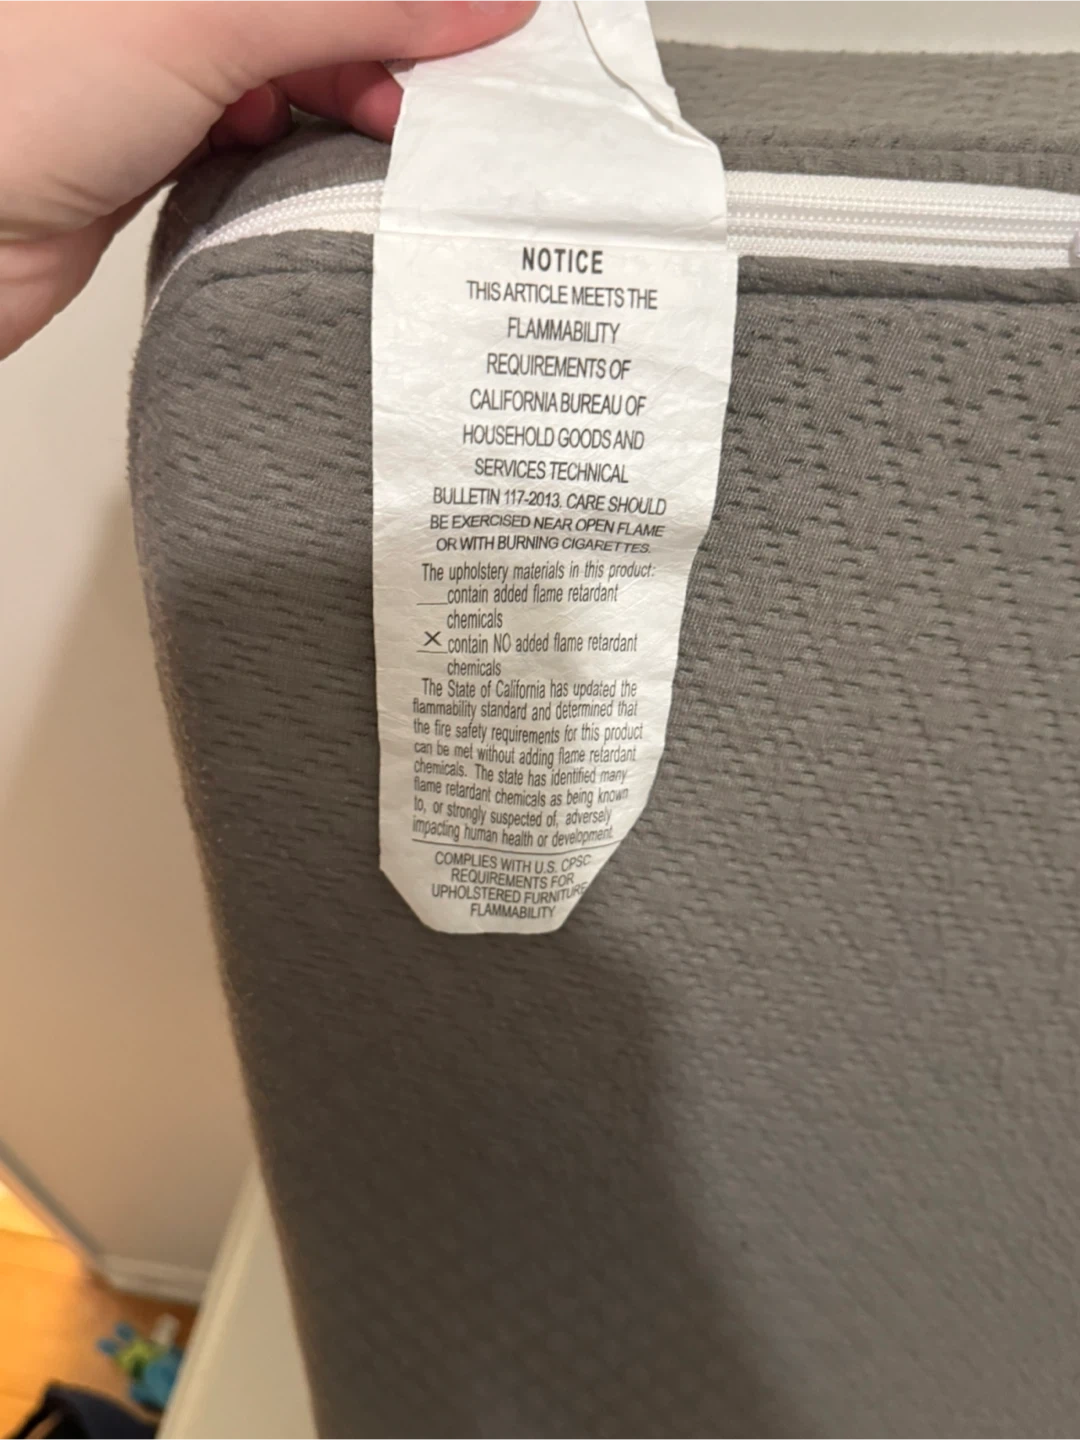 NOTICE
THIS ARTICLE MEETS THE
FLAMMABILITY
REQUIREMENTS OF
CALIFORNIA BUREAU OF
HOUSEHOLD GOODS AND
SERVICES TECHNICAL
BULLETIN 117-2013. CARE SHOULD
BE EXERCISED NEAR OPEN FLAME
OR WITH BURNING CIGARETTES.
The upholstery materials in this product:
___contain added flame retardant
chemicals
X contain NO added flame retardant
chemicals
The State of California has updated the
flammability standard and determined that
the fire safety requirements for this product
can be met without adding flame retardant
chemicals. The state has identified many
flame retardant chemicals as being known
to, or strongly suspected of, adversely
impacting human health or development.
COMPLIES WITH U.S. CPSC
REQUIREMENTS FOR
UPHOLSTERED FURNITURE
FLAMMABILITY